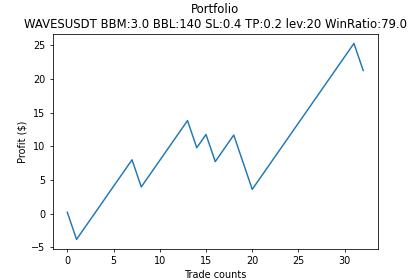 Portfolio
WAVESUSDT BBM:3.0 BBL:140 SL:0.4 TP:0.2 lev:20 WinRatio:79.0
25
20
15
10
5
0
−5
Profit ($)
0 5 10 15 20 25 30
Trade counts